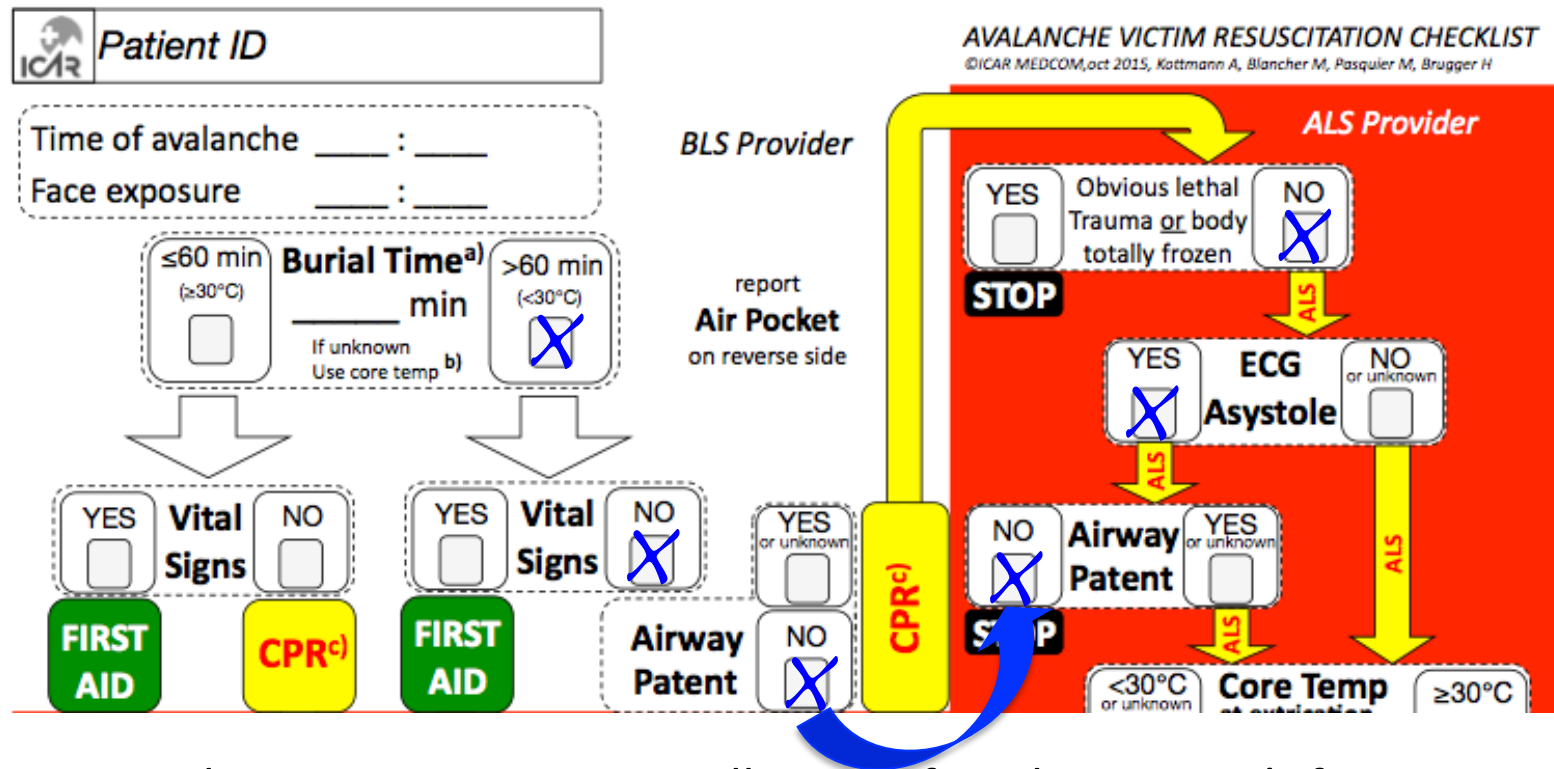 ICAR
Patient ID
AVALANCHE VICTIM RESUSCITATION CHECKLIST
©ICAR MEDCOM,oct 2015, Kottmann A, Blancher M, Pasquier M, Brugger H
Time of avalanche ____ : ____
Face exposure ____ : ____
BLS Provider
ALS Provider
≤60 min
(≥30°C)
Burial Time a)
_____ min
If unknown
Use core temp b)
>60 min
(<30°C)
report
Air Pocket
on reverse side
YES
Obvious lethal
Trauma or body
totally frozen
NO
STOP
ALS
YES
ECG
Asystole
NO
or unknown
ALS
ALS
YES
Vital
Signs
NO
YES
Vital
Signs
NO
YES
or unknown
FIRST
AID
CPR c)
FIRST
AID
Airway
Patent
NO
CPR c)
NO
Airway
Patent
YES
or unknown
STOP
ALS
<30°C
or unknown
Core Temp
at extrication
≥30°C